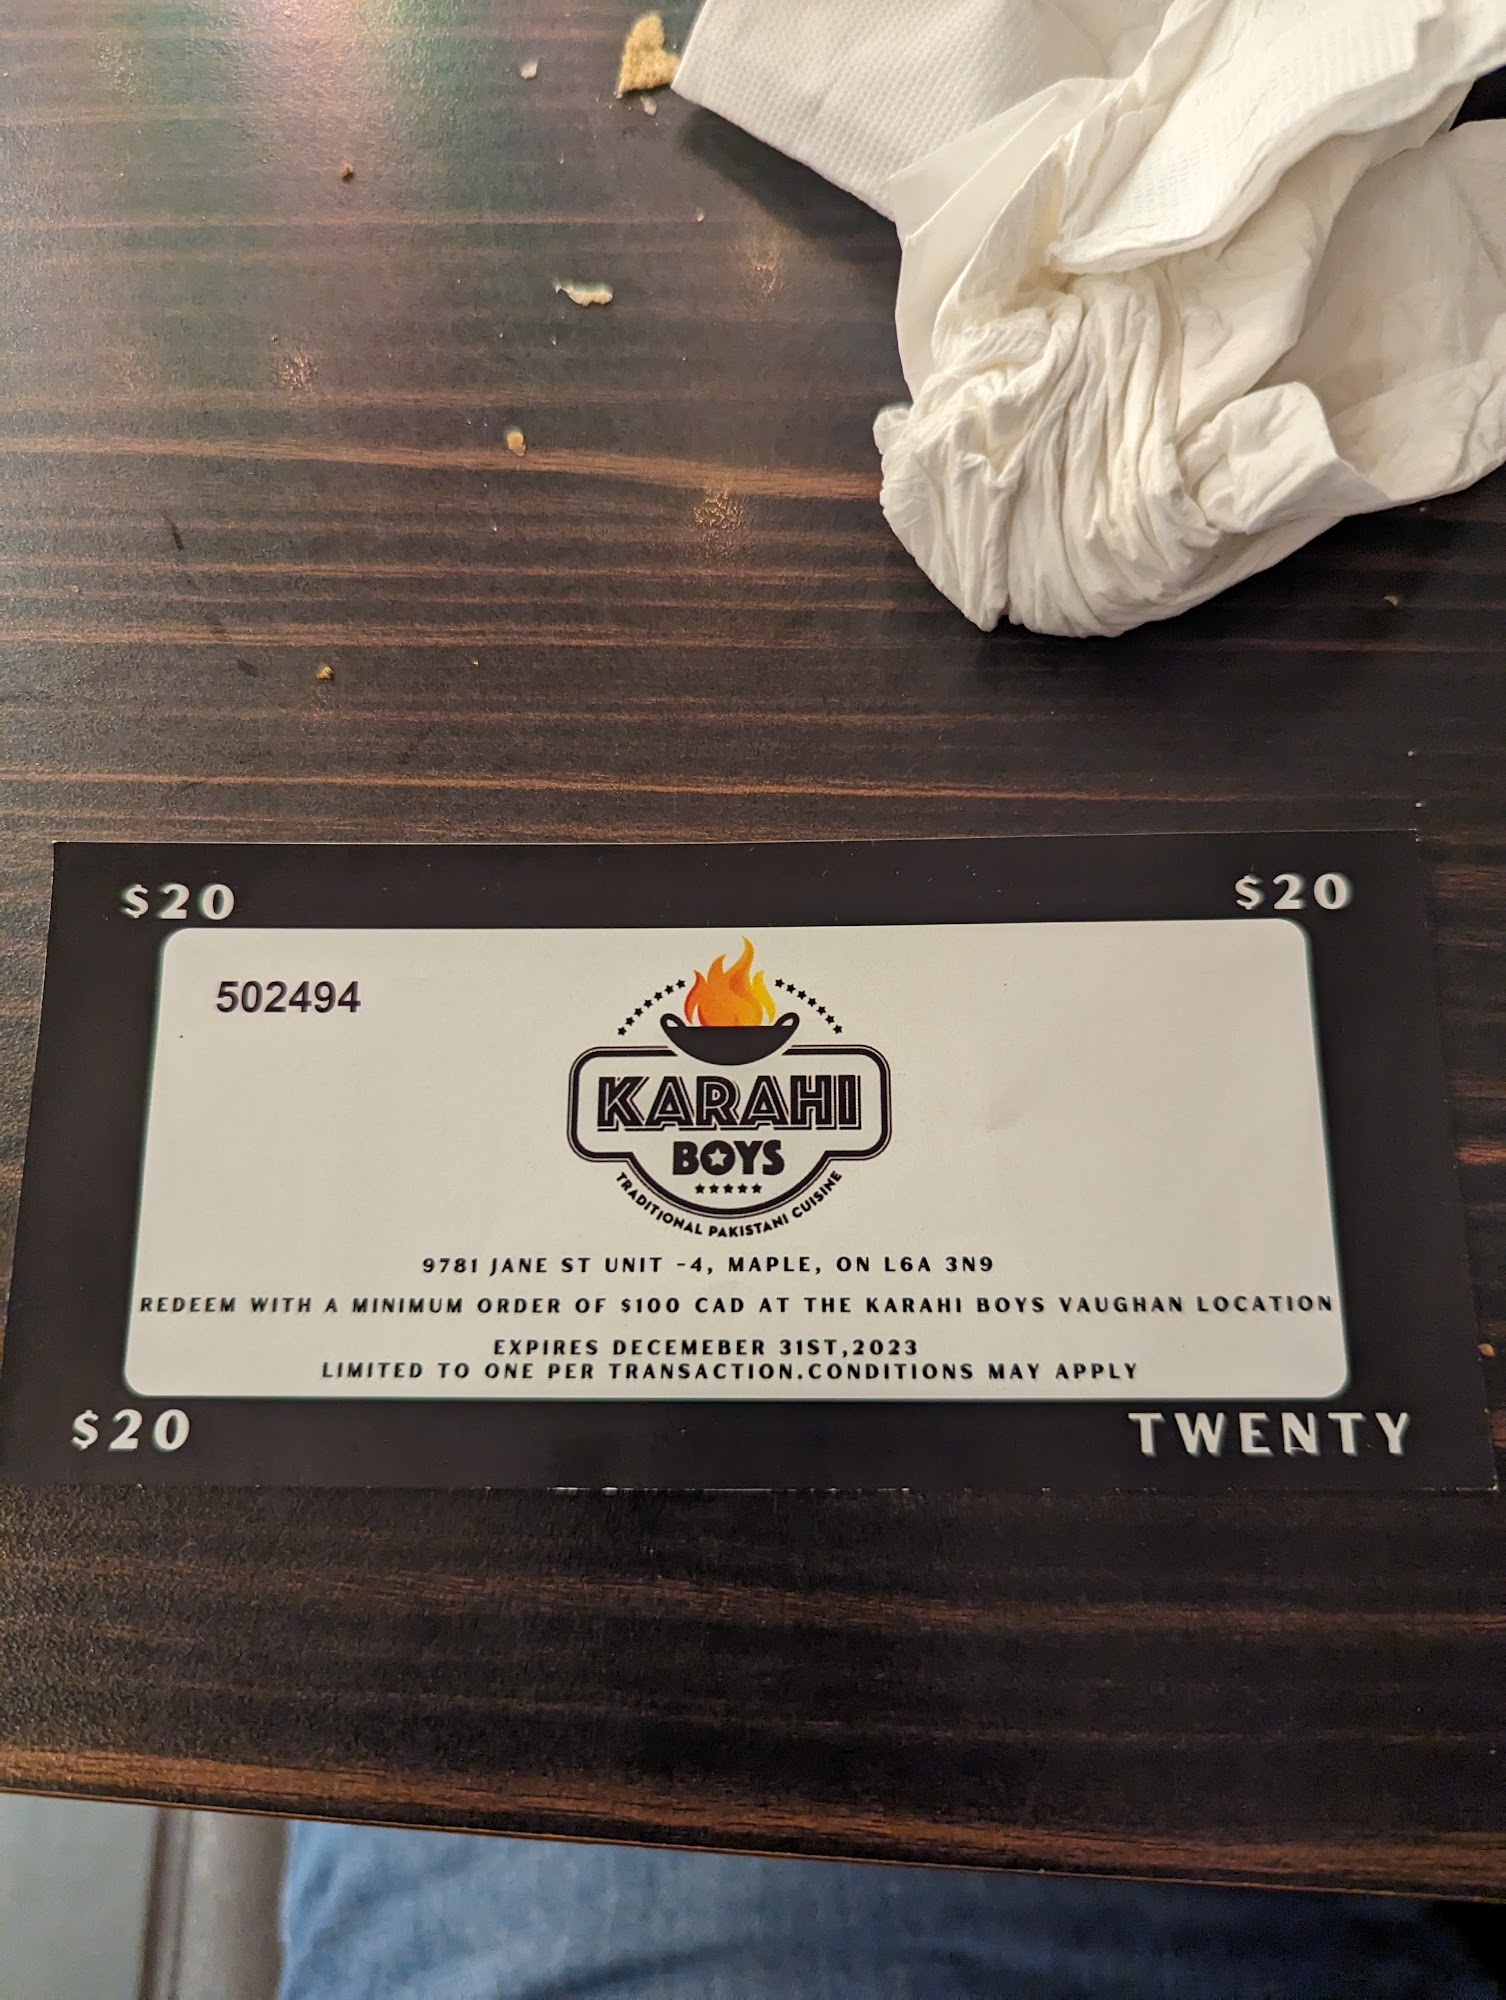 $20
$20
502494
KARAHI
BOYS
TRADITIONAL PAKISTANI CUISINE
9781 JANE ST UNIT -4, MAPLE, ON L6A 3N9
REDEEM WITH A MINIMUM ORDER OF $100 CAD AT THE KARAHI BOYS VAUGHAN LOCATION
EXPIRES DECEMEBER 31ST,2023
LIMITED TO ONE PER TRANSACTION.CONDITIONS MAY APPLY
$20
TWENTY